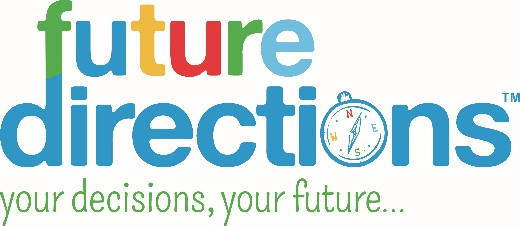 future
directions™
N E S W
your decisions, your future...